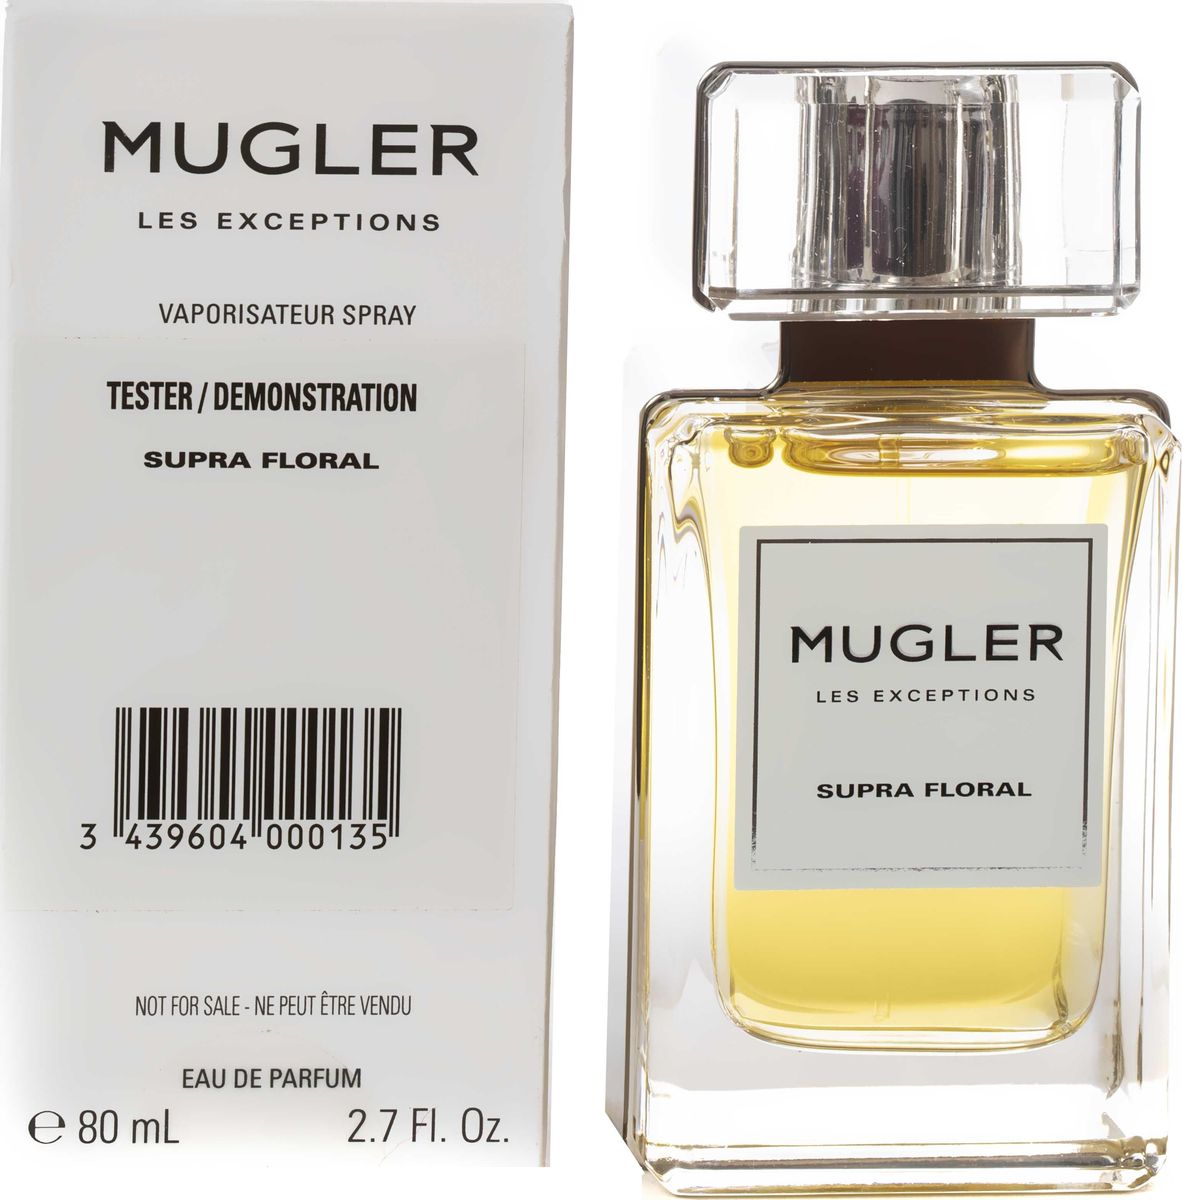 MUGLER
LES EXCEPTIONS
VAPORISATEUR SPRAY
TESTER / DEMONSTRATION
SUPRA FLORAL
3 439604 000135
NOT FOR SALE - NE PEUT ÊTRE VENDU
EAU DE PARFUM
℮ 80 mL 2.7 Fl. Oz.
MUGLER
LES EXCEPTIONS
SUPRA FLORAL